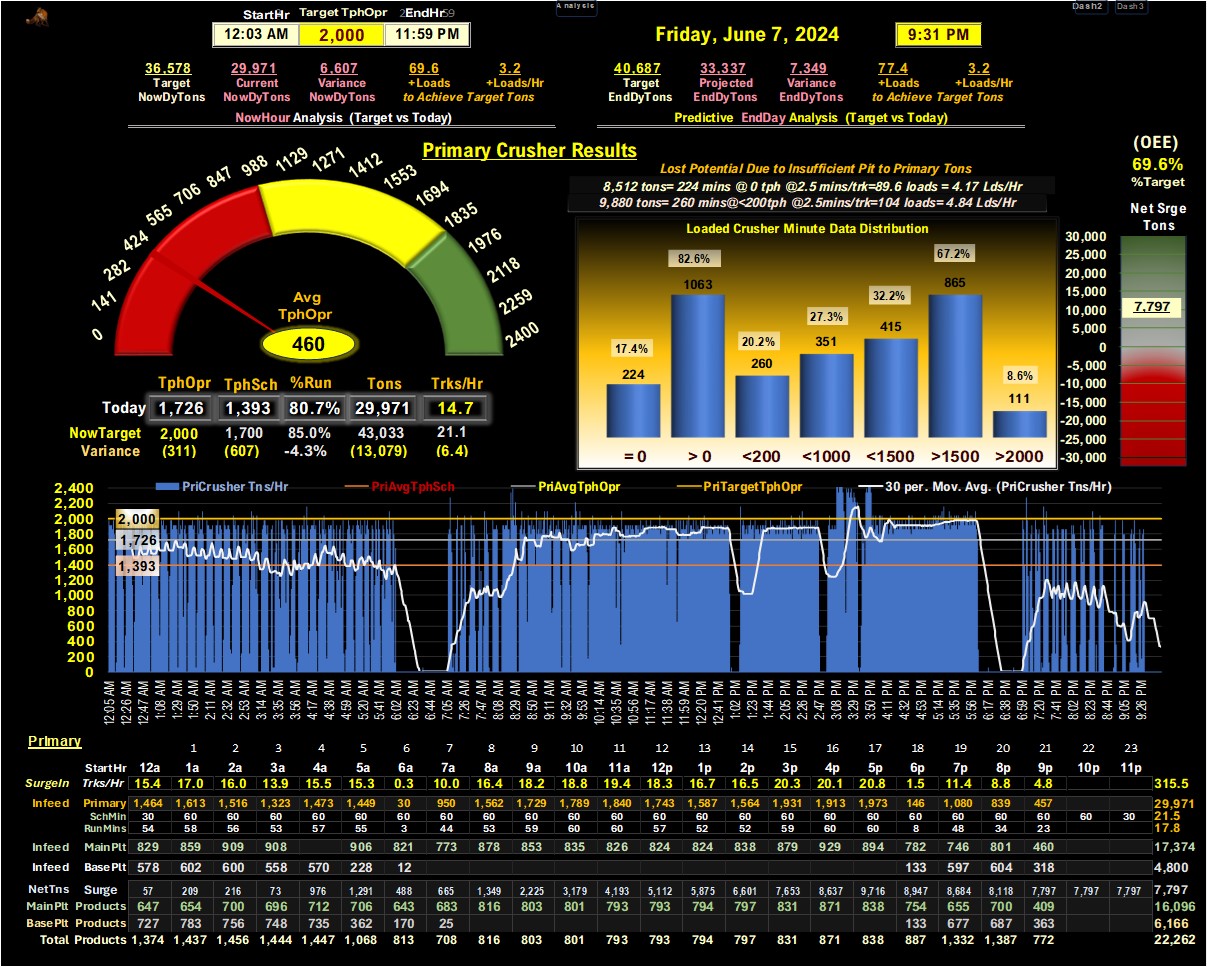 Analysis
Dash2 Dash3
StartHr Target TphOpr EndHr
12:03 AM 2,000 11:59 PM
Friday, June 7, 2024 9:31 PM
36,578 29,971 6,607 69.6 3.2
Target Current Variance +Loads +Loads/Hr
NowDyTons NowDyTons NowDyTons to Achieve Target Tons
NowHour Analysis (Target vs Today)
40,687 33,337 7,349 77.4 3.2
Target Projected Variance +Loads +Loads/Hr
EndDyTons EndDyTons EndDyTons to Achieve Target Tons
Predictive EndDay Analysis (Target vs Today)
Primary Crusher Results
(OEE)
69.6%
%Target
Lost Potential Due to Insufficient Pit to Primary Tons
8,512 tons= 224 mins @ 0 tph @2.5 mins/trk=89.6 loads = 4.17 Lds/Hr
9,880 tons= 260 mins@<200tph @2.5mins/trk=104 loads= 4.84 Lds/Hr
0 141 282 424 565 706 847 988 1129 1271 1412 1553 1694 1835 1976 2118 2259 2400
Avg
TphOpr
460
TphOpr TphSch %Run Tons Trks/Hr
Today 1,726 1,393 80.7% 29,971 14.7
NowTarget 2,000 1,700 85.0% 43,033 21.1
Variance (311) (607) -4.3% (13,079) (6.4)
Loaded Crusher Minute Data Distribution
17.4% 82.6% 20.2% 27.3% 32.2% 67.2% 8.6%
224 1063 260 351 415 865 111
= 0 > 0 <200 <1000 <1500 >1500 >2000
Net Srge
Tons
30,000
25,000
20,000
15,000
10,000
5,000
0
-5,000
-10,000
-15,000
-20,000
-25,000
-30,000
7,797
PriCrusher Tns/Hr PriAvgTphSch PriAvgTphOpr PriTargetTphOpr 30 per. Mov. Avg. (PriCrusher Tns/Hr)
2,400
2,200
2,000
1,800
1,600
1,400
1,200
1,000
800
600
400
200
0
2,000
1,726
1,393
12:05 AM 12:26 AM 12:47 AM 1:08 AM 1:29 AM 1:50 AM 2:11 AM 2:32 AM 2:53 AM 3:14 AM 3:35 AM 3:56 AM 4:17 AM 4:38 AM 4:59 AM 5:20 AM 5:41 AM 6:02 AM 6:23 AM 6:44 AM 7:05 AM 7:26 AM 7:47 AM 8:08 AM 8:29 AM 8:50 AM 9:11 AM 9:32 AM 9:53 AM 10:14 AM 10:35 AM 10:56 AM 11:17 AM 11:38 AM 11:59 AM 12:20 PM 12:41 PM 1:02 PM 1:23 PM 1:44 PM 2:05 PM 2:26 PM 2:47 PM 3:08 PM 3:29 PM 3:50 PM 4:11 PM 4:32 PM 4:53 PM 5:14 PM 5:35 PM 5:56 PM 6:17 PM 6:38 PM 6:59 PM 7:20 PM 7:41 PM 8:02 PM 8:23 PM 8:44 PM 9:05 PM 9:26 PM
Primary
1 2 3 4 5 6 7 8 9 10 11 12 13 14 15 16 17 18 19 20 21 22 23
StartHr 12a 1a 2a 3a 4a 5a 6a 7a 8a 9a 10a 11a 12p 1p 2p 3p 4p 5p 6p 7p 8p 9p 10p 11p
SurgeIn Trks/Hr 15.4 17.0 16.0 13.9 15.5 15.3 0.3 10.0 16.4 18.2 18.8 19.4 18.3 16.7 16.5 20.3 20.1 20.8 1.5 11.4 8.8 4.8 315.5
Infeed Primary 1,464 1,613 1,516 1,323 1,473 1,449 30 950 1,562 1,729 1,789 1,840 1,743 1,587 1,564 1,931 1,913 1,973 146 1,080 839 457 29,971
SchMin 30 60 60 60 60 60 60 60 60 60 60 60 60 60 60 60 60 60 60 60 60 60 60 30 21.5
RunMins 54 58 56 53 57 55 3 44 53 59 60 60 57 52 52 59 60 60 8 48 34 23 17.8
Infeed MainPlt 829 859 909 908 906 821 773 878 853 835 826 824 824 838 879 929 894 782 746 801 460 17,374
Infeed BasePlt 578 602 600 558 570 228 12 133 597 604 318 4,800
NetTns Surge 57 209 216 73 976 1,291 488 665 1,349 2,225 3,179 4,193 5,112 5,875 6,601 7,653 8,637 9,716 8,947 8,684 8,118 7,797 7,797 7,797 7,797
MainPlt Products 647 654 700 696 712 706 643 683 816 803 801 793 793 794 797 831 871 838 754 655 700 409 16,096
BasePlt Products 727 783 756 748 735 362 170 25 133 677 687 363 6,166
Total Products 1,374 1,437 1,456 1,444 1,447 1,068 813 708 816 803 801 793 793 794 797 831 871 838 887 1,332 1,387 772 22,262